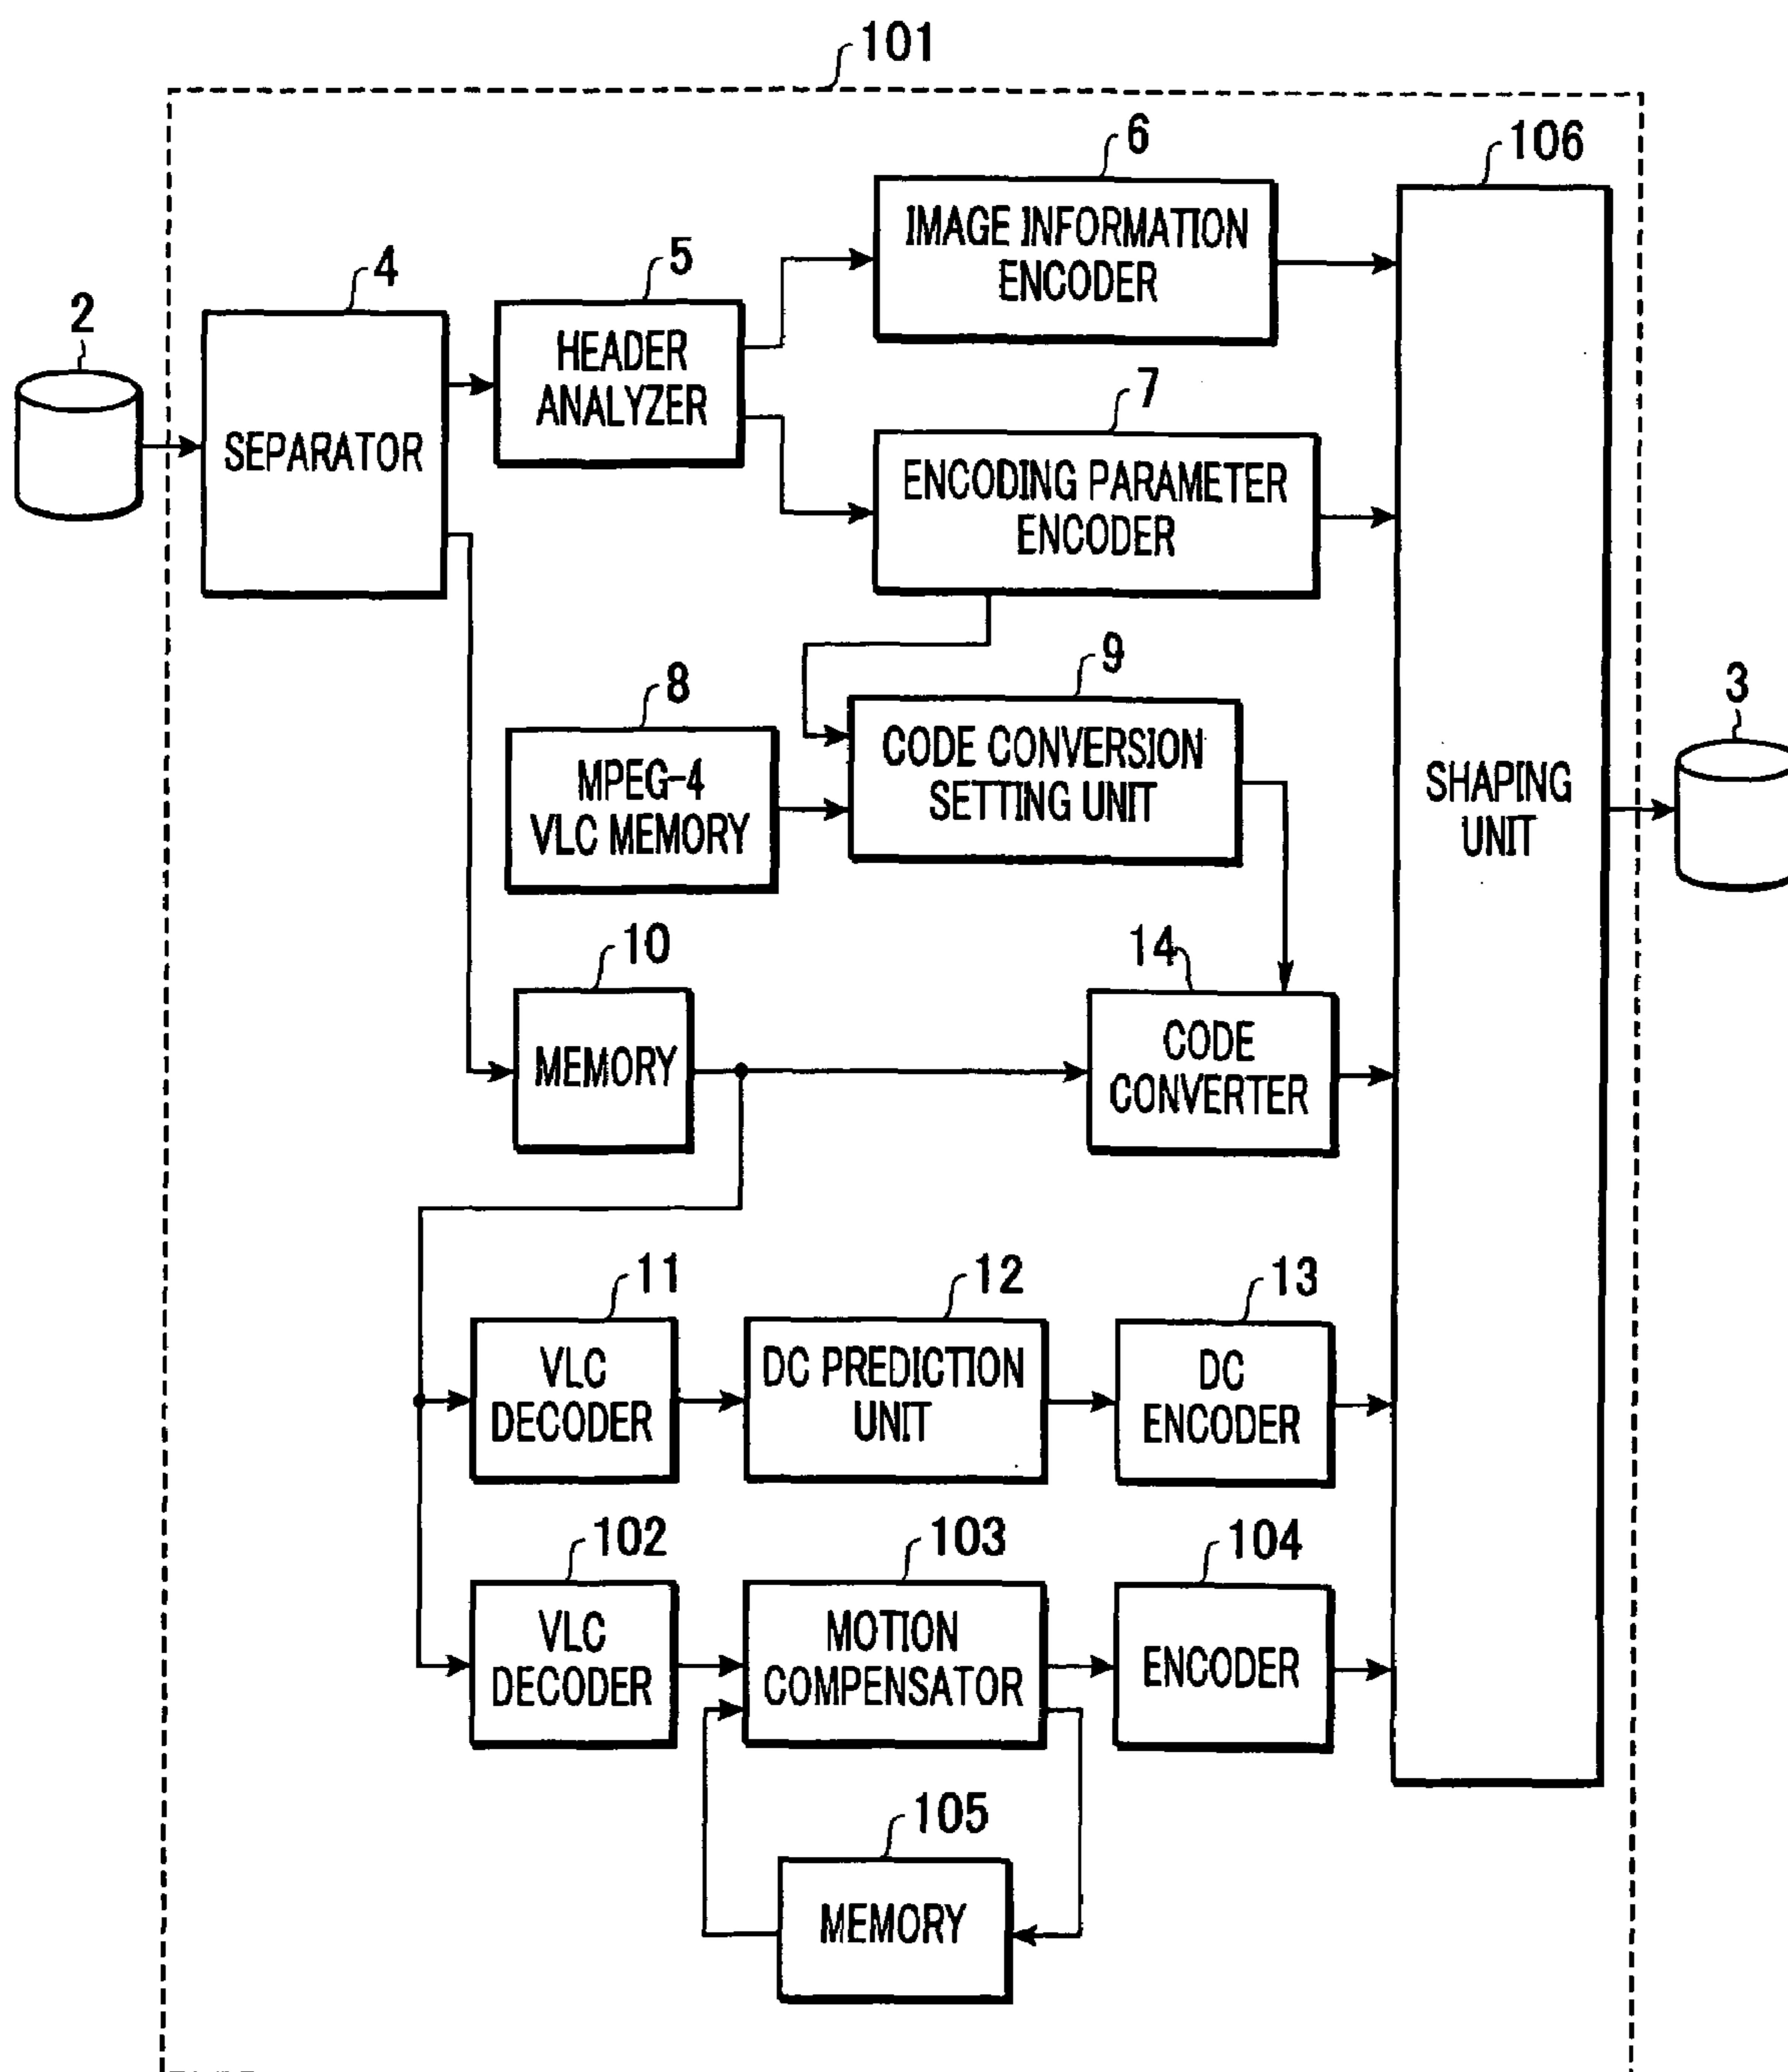 101
6
106
IMAGE INFORMATION
ENCODER
4
5
2
HEADER
ANALYZER
7
SEPARATOR
ENCODING PARAMETER
ENCODER
9
8
3
CODE CONVERSION
SETTING UNIT
MPEG-4
VLC MEMORY
SHAPING
UNIT
10
14
MEMORY
CODE
CONVERTER
11
12
13
VLC
DECODER
DC PREDICTION
UNIT
DC
ENCODER
102
103
104
VLC
DECODER
MOTION
COMPENSATOR
ENCODER
105
MEMORY